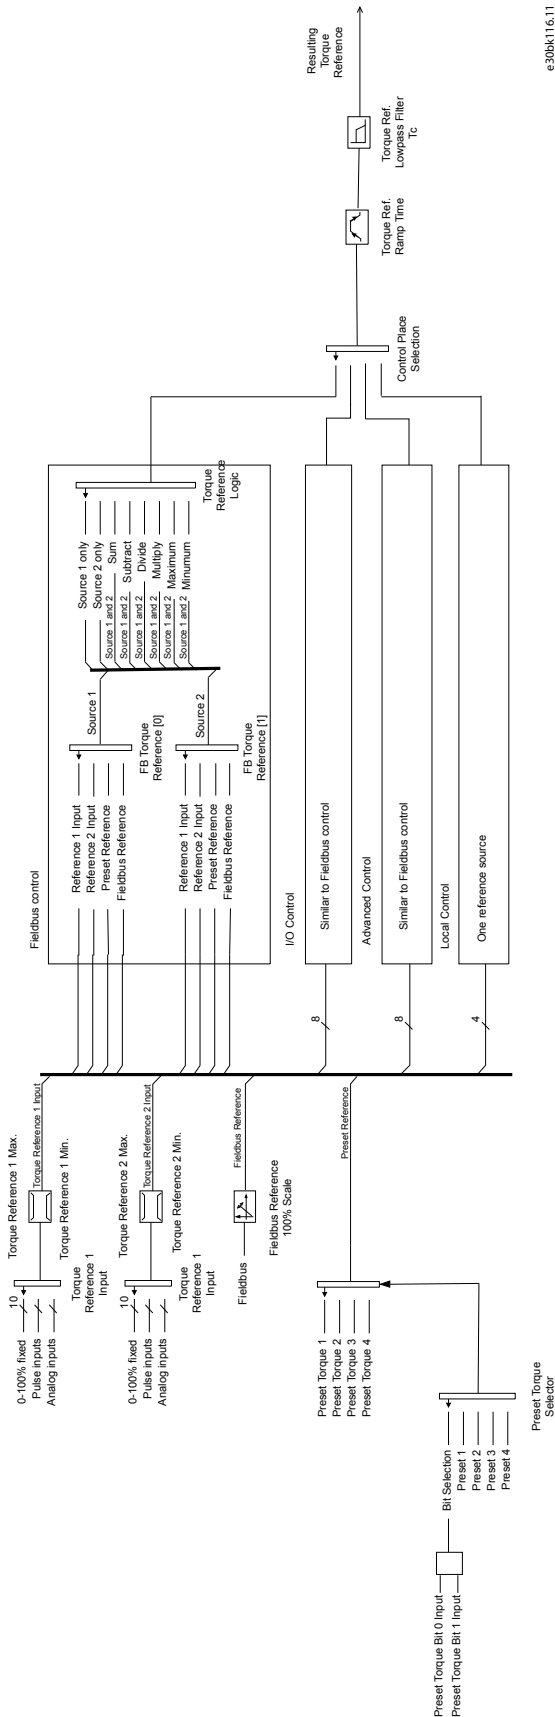 0-100% fixed
10
Pulse inputs
Analog inputs
Torque
Reference 1
Input
Torque Reference 1 Max.
Torque Reference 1 Min.
Torque Reference 1 Input
0-100% fixed
10
Pulse inputs
Analog inputs
Torque
Reference 1
Input
Torque Reference 2 Max.
Torque Reference 2 Min.
Torque Reference 2 Input
Fieldbus
Fieldbus Reference
100% Scale
Fieldbus Reference
Preset Torque Bit 0 Input
Preset Torque Bit 1 Input
Bit Selection
Preset 1
Preset 2
Preset 3
Preset 4
Preset Torque
Selector
Preset Torque 1
Preset Torque 2
Preset Torque 3
Preset Torque 4
Preset Reference
Fieldbus control
Reference 1 Input
Reference 2 Input
Preset Reference
Fieldbus Reference
FB Torque
Reference [0]
Source 1
Reference 1 Input
Reference 2 Input
Preset Reference
Fieldbus Reference
FB Torque
Reference [1]
Source 2
Source 1 only
Source 2 only
Source 1 and 2 Sum
Source 1 and 2 Subtract
Source 1 and 2 Divide
Source 1 and 2 Multiply
Source 1 and 2 Maximum
Source 1 and 2 Minumum
Torque
Reference
Logic
I/O Control
8
Similar to Fieldbus control
Advanced Control
8
Similar to Fieldbus control
Local Control
4
One reference source
Control Place
Selection
Torque Ref.
Ramp Time
Torque Ref.
Lowpass Filter
Tc
Resulting
Torque
Reference
e30bk116.11